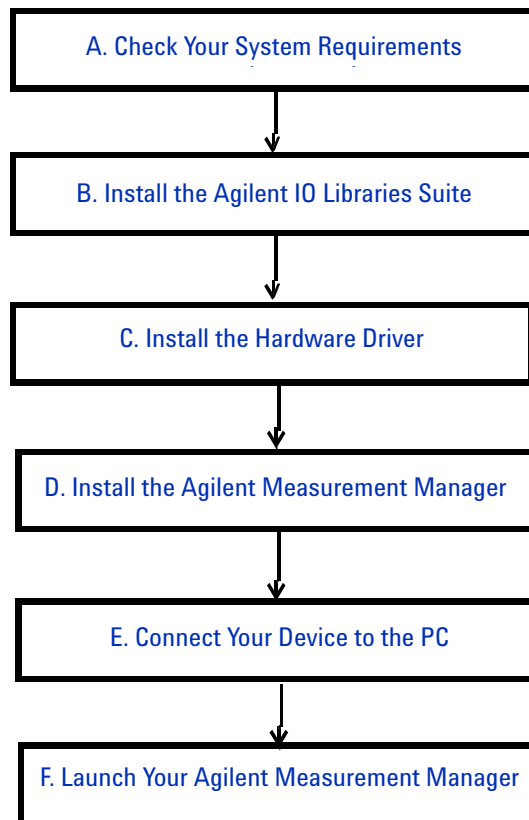 A. Check Your System Requirements
B. Install the Agilent IO Libraries Suite
C. Install the Hardware Driver
D. Install the Agilent Measurement Manager
E. Connect Your Device to the PC
F. Launch Your Agilent Measurement Manager